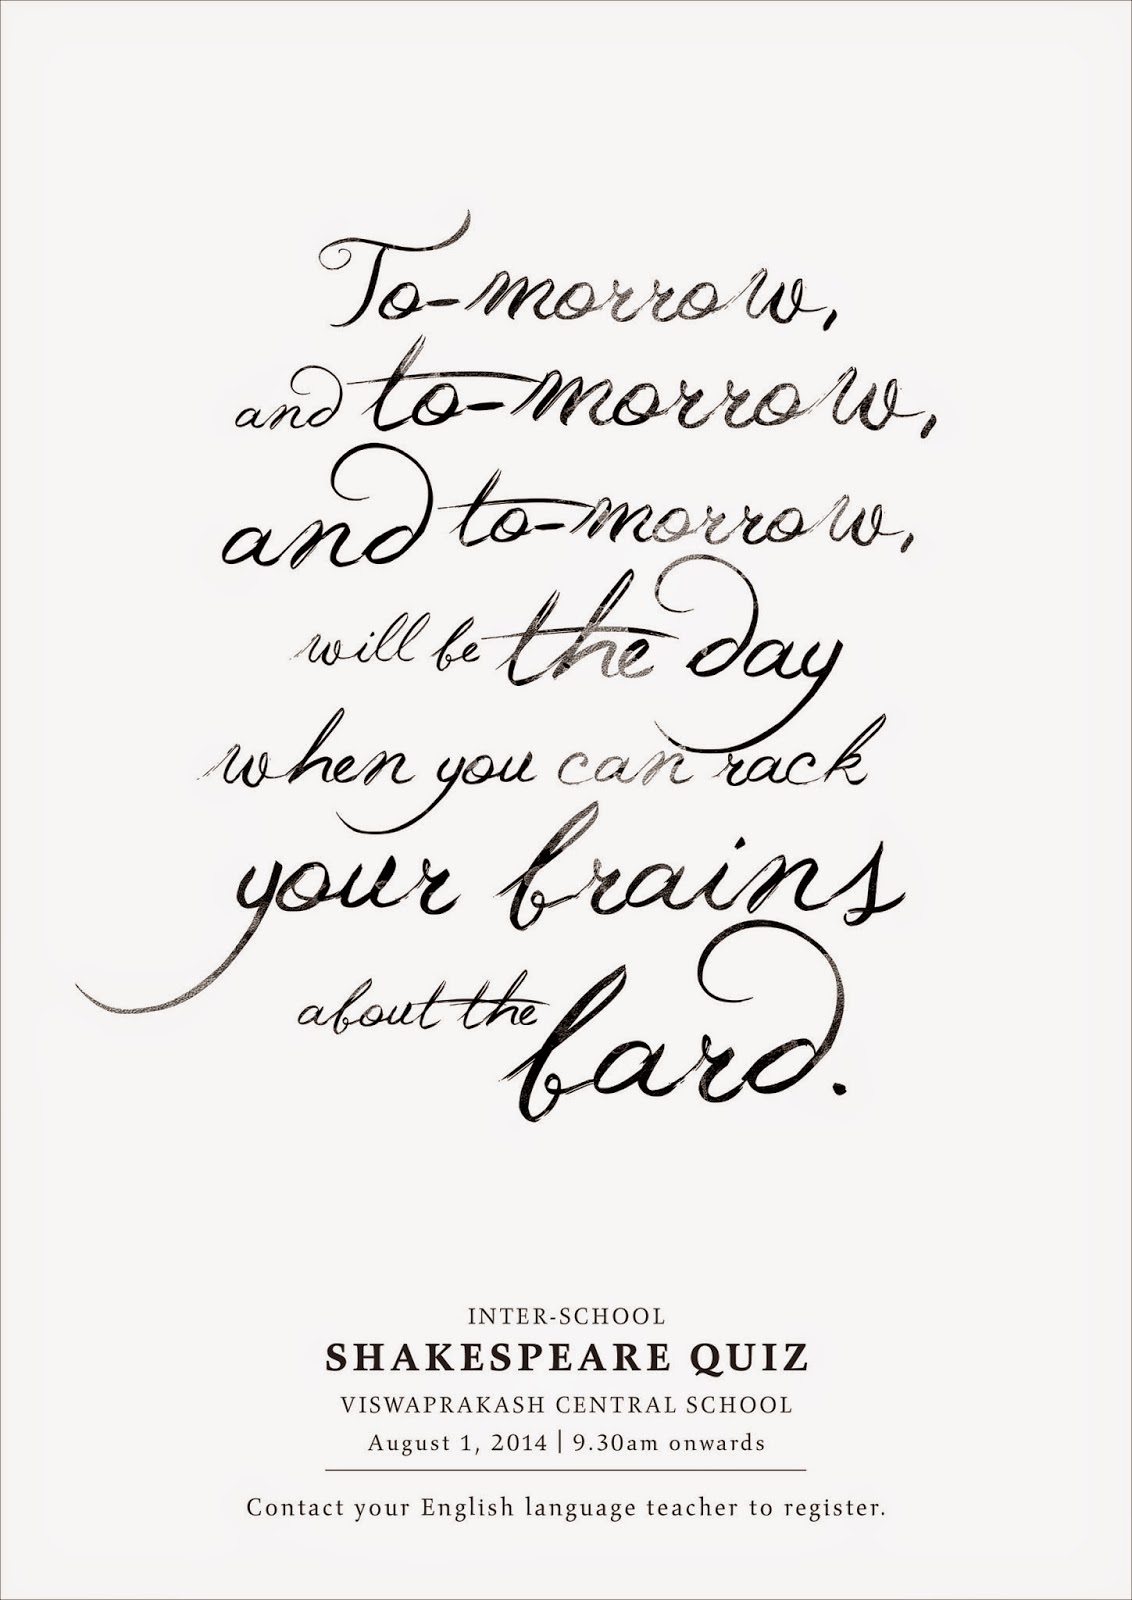 To-morrow,
and to-morrow,
and to-morrow,
will be the day
when you can rack
your brains
about the
bard.
INTER-SCHOOL
SHAKESPEARE QUIZ
VISWAPRAKASH CENTRAL SCHOOL
August 1, 2014 | 9.30am onwards
Contact your English language teacher to register.